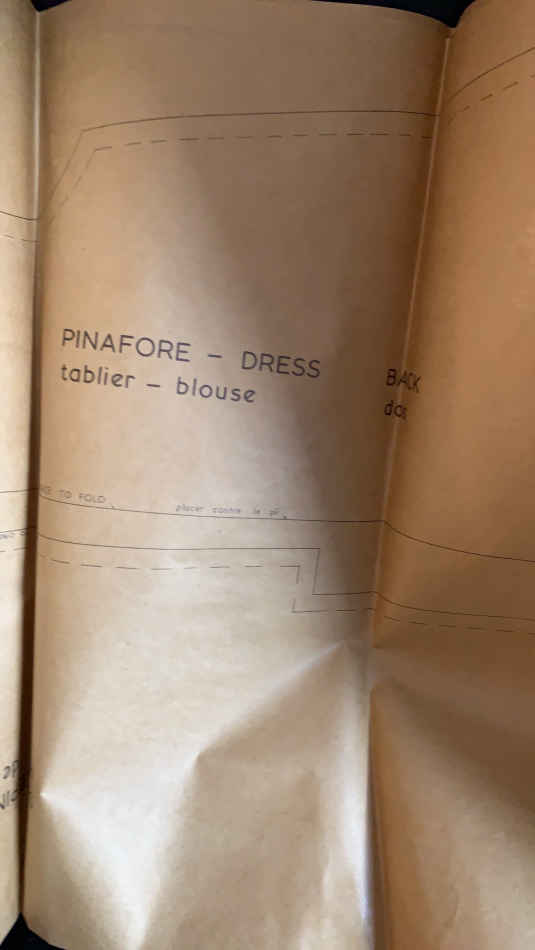 PINAFORE – DRESS
tablier – blouse
BACK
dos
TO FOLD
placer contre le pli